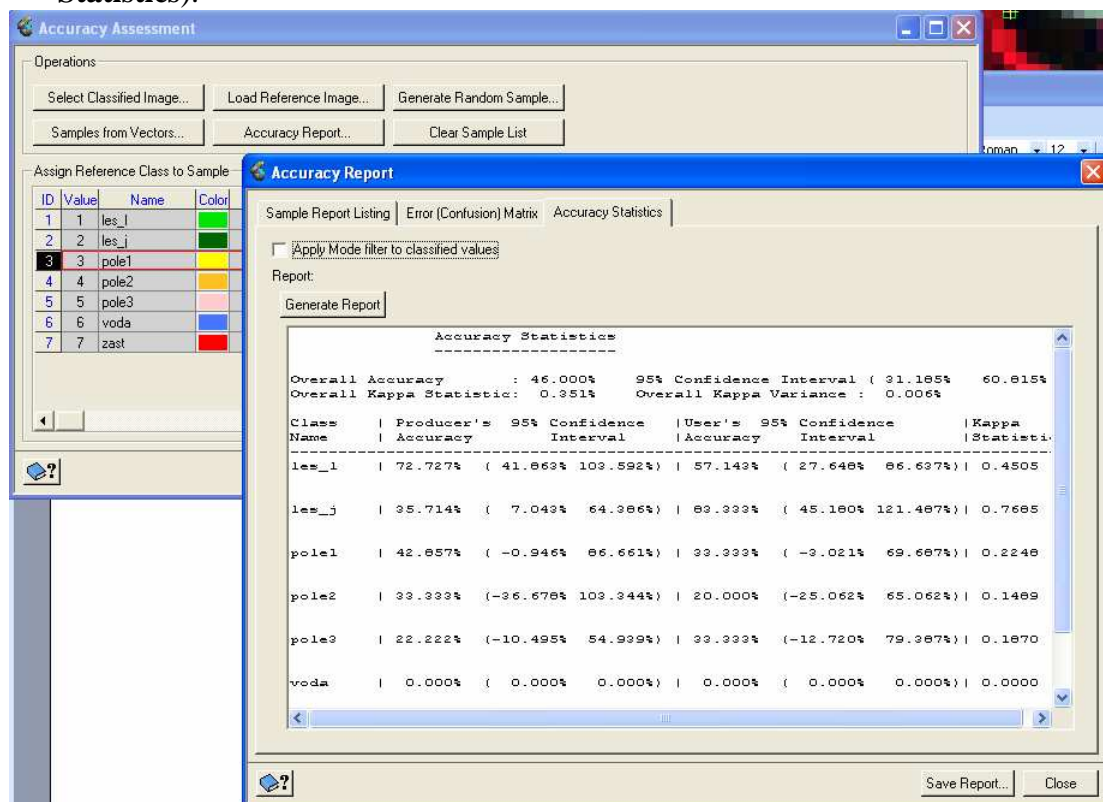 Statistics).
Accuracy Assessment
Operations
Select Classified Image... Load Reference Image... Generate Random Sample...
Samples from Vectors... Accuracy Report... Clear Sample List
Roman 12
Assign Reference Class to Sample
ID Value Name Color
1 1 les_l
2 2 les_j
3 3 pole1
4 4 pole2
5 5 pole3
6 6 voda
7 7 zast
Accuracy Report
Sample Report Listing Error (Confusion) Matrix Accuracy Statistics
Apply Mode filter to classified values
Report:
Generate Report
Accuracy Statistics
--------------------
Overall Accuracy : 46.000% 95% Confidence Interval ( 31.185% 60.815%
Overall Kappa Statistic: 0.351% Overall Kappa Variance : 0.006%
Class | Producer's 95% Confidence |User's 95% Confidence |Kappa
Name | Accuracy Interval |Accuracy Interval |Statisti
les_l | 72.727% ( 41.863% 103.592%) | 57.143% ( 27.648% 86.637%)| 0.4505
les_j | 35.714% ( 7.043% 64.386%) | 83.333% ( 45.180% 121.487%)| 0.7685
pole1 | 42.857% ( -0.946% 86.661%) | 33.333% ( -3.021% 69.687%)| 0.2248
pole2 | 33.333% (-36.678% 103.344%) | 20.000% (-25.062% 65.062%)| 0.1489
pole3 | 22.222% (-10.495% 54.939%) | 33.333% (-12.720% 79.387%)| 0.1870
voda | 0.000% ( 0.000% 0.000%) | 0.000% ( 0.000% 0.000%)| 0.0000
Save Report... Close